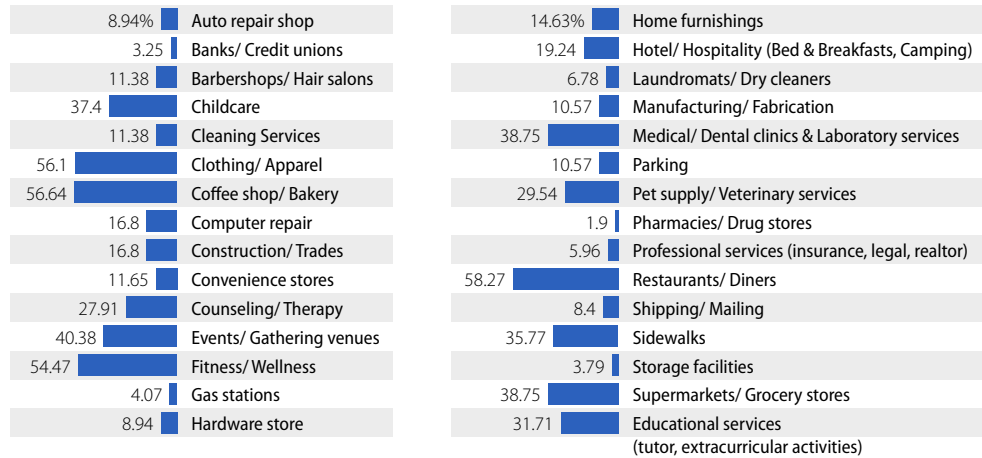 8.94% Auto repair shop
3.25 Banks/ Credit unions
11.38 Barbershops/ Hair salons
37.4 Childcare
11.38 Cleaning Services
56.1 Clothing/ Apparel
56.64 Coffee shop/ Bakery
16.8 Computer repair
16.8 Construction/ Trades
11.65 Convenience stores
27.91 Counseling/ Therapy
40.38 Events/ Gathering venues
54.47 Fitness/ Wellness
4.07 Gas stations
8.94 Hardware store
14.63% Home furnishings
19.24 Hotel/ Hospitality (Bed & Breakfasts, Camping)
6.78 Laundromats/ Dry cleaners
10.57 Manufacturing/ Fabrication
38.75 Medical/ Dental clinics & Laboratory services
10.57 Parking
29.54 Pet supply/ Veterinary services
1.9 Pharmacies/ Drug stores
5.96 Professional services (insurance, legal, realtor)
58.27 Restaurants/ Diners
8.4 Shipping/ Mailing
35.77 Sidewalks
3.79 Storage facilities
38.75 Supermarkets/ Grocery stores
31.71 Educational services
(tutor, extracurricular activities)